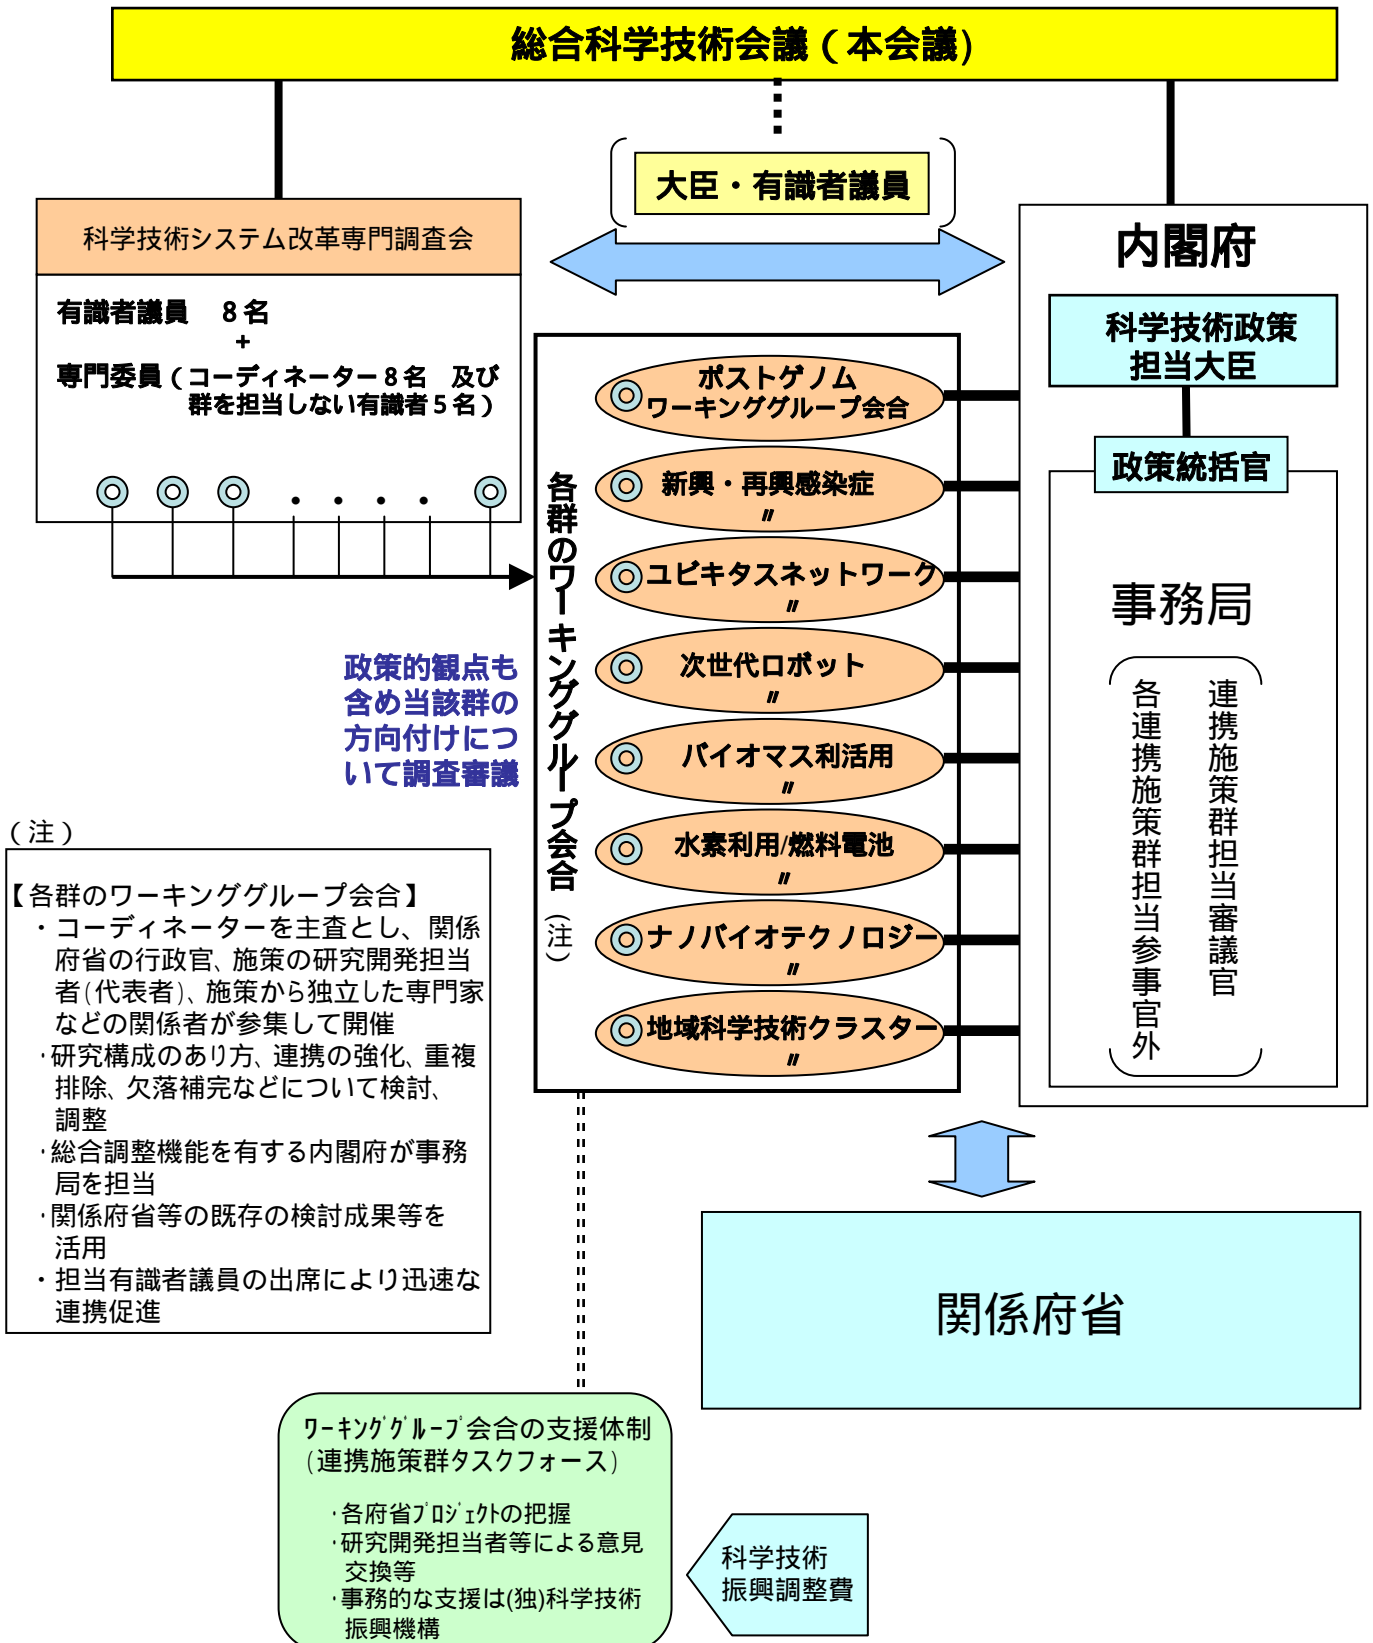 総合科学技術会議（本会議）
大臣・有識者議員
科学技術システム改革専門調査会
有識者議員　８名
＋
専門委員（コーディネーター８名　及び
群を担当しない有識者５名）
・・・・
政策的観点も
含め当該群の
方向付けにつ
いて調査審議
各群のワーキンググループ会合（注）
ポストゲノム
ワーキンググループ会合
新興・再興感染症
〃
ユビキタスネットワーク
〃
次世代ロボット
〃
バイオマス利活用
〃
水素利用/燃料電池
〃
ナノバイオテクノロジー
〃
地域科学技術クラスター
〃
内閣府
科学技術政策
担当大臣
政策統括官
事務局
連携施策群担当審議官
各連携施策群担当参事官外
（注）
【各群のワーキンググループ会合】
・コーディネーターを主査とし、関係
府省の行政官、施策の研究開発担当
者(代表者)、施策から独立した専門家
などの関係者が参集して開催
・研究構成のあり方、連携の強化、重複
排除、欠落補完などについて検討、
調整
・総合調整機能を有する内閣府が事務
局を担当
・関係府省等の既存の検討成果等を
活用
・担当有識者議員の出席により迅速な
連携促進
関係府省
ﾜｰｷﾝｸﾞｸﾞﾙｰﾌﾟ会合の支援体制
(連携施策群タスクフォース)
・各府省ﾌﾟﾛｼﾞｪｸﾄの把握
・研究開発担当者等による意見
交換等
・事務的な支援は(独)科学技術
振興機構
科学技術
振興調整費